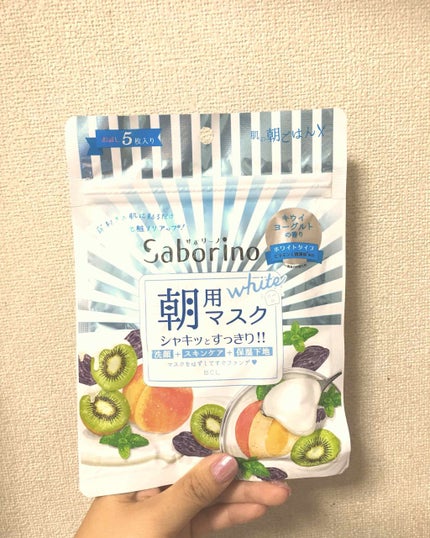 5枚入り
肌に朝ごはん
サボリーノ
Saborino
キウイ
ヨーグルト
の香り
ホワイトタイプ
white
朝用
マスク
シャキッとすっきり!!
洗顔+スキンケア+保湿下地
BCL